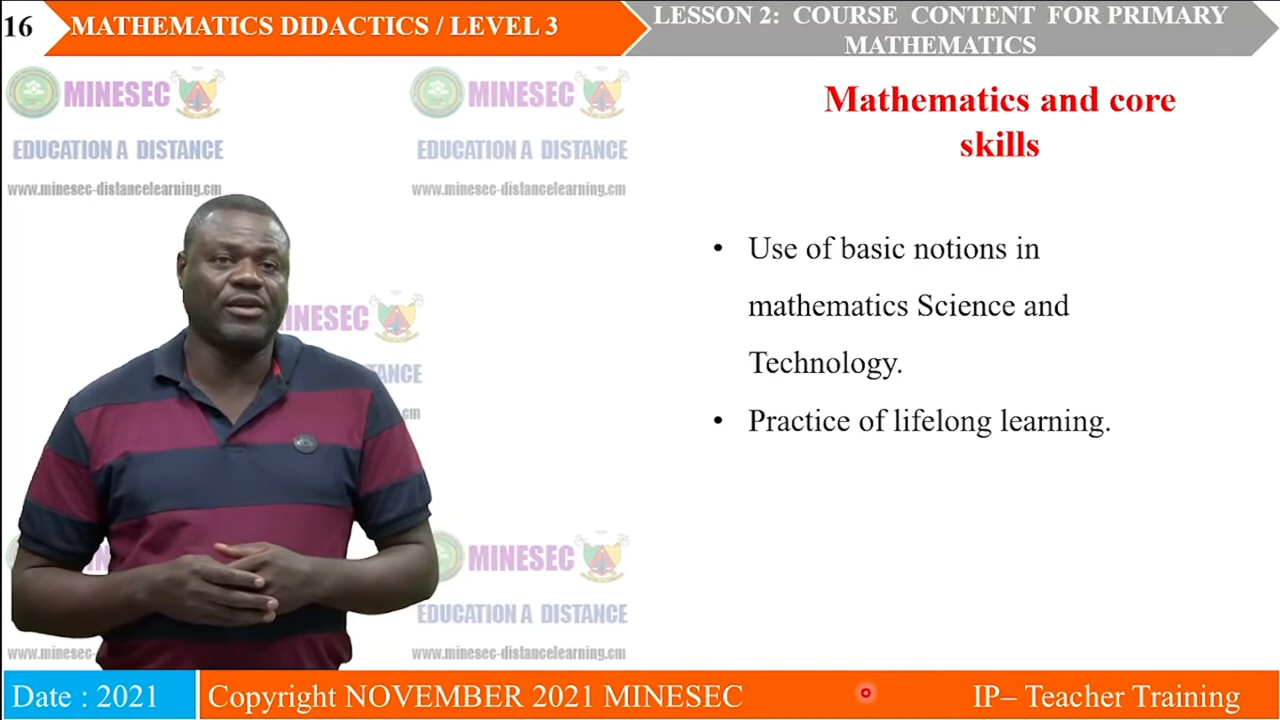 16
MATHEMATICS DIDACTICS / LEVEL 3
LESSON 2: COURSE CONTENT FOR PRIMARY
MATHEMATICS
MINESEC
EDUCATION A DISTANCE
www.minesec-distancelearning.cm
MINESEC
EDUCATION A DISTANCE
www.minesec-distancelearning.cm
Mathematics and core
skills
• Use of basic notions in
mathematics Science and
Technology.
• Practice of lifelong learning.
MINESEC
MINESEC
EDUCATION A DISTANCE
www.minesec-distancelearning.cm
Date : 2021
Copyright NOVEMBER 2021 MINESEC
IP– Teacher Training